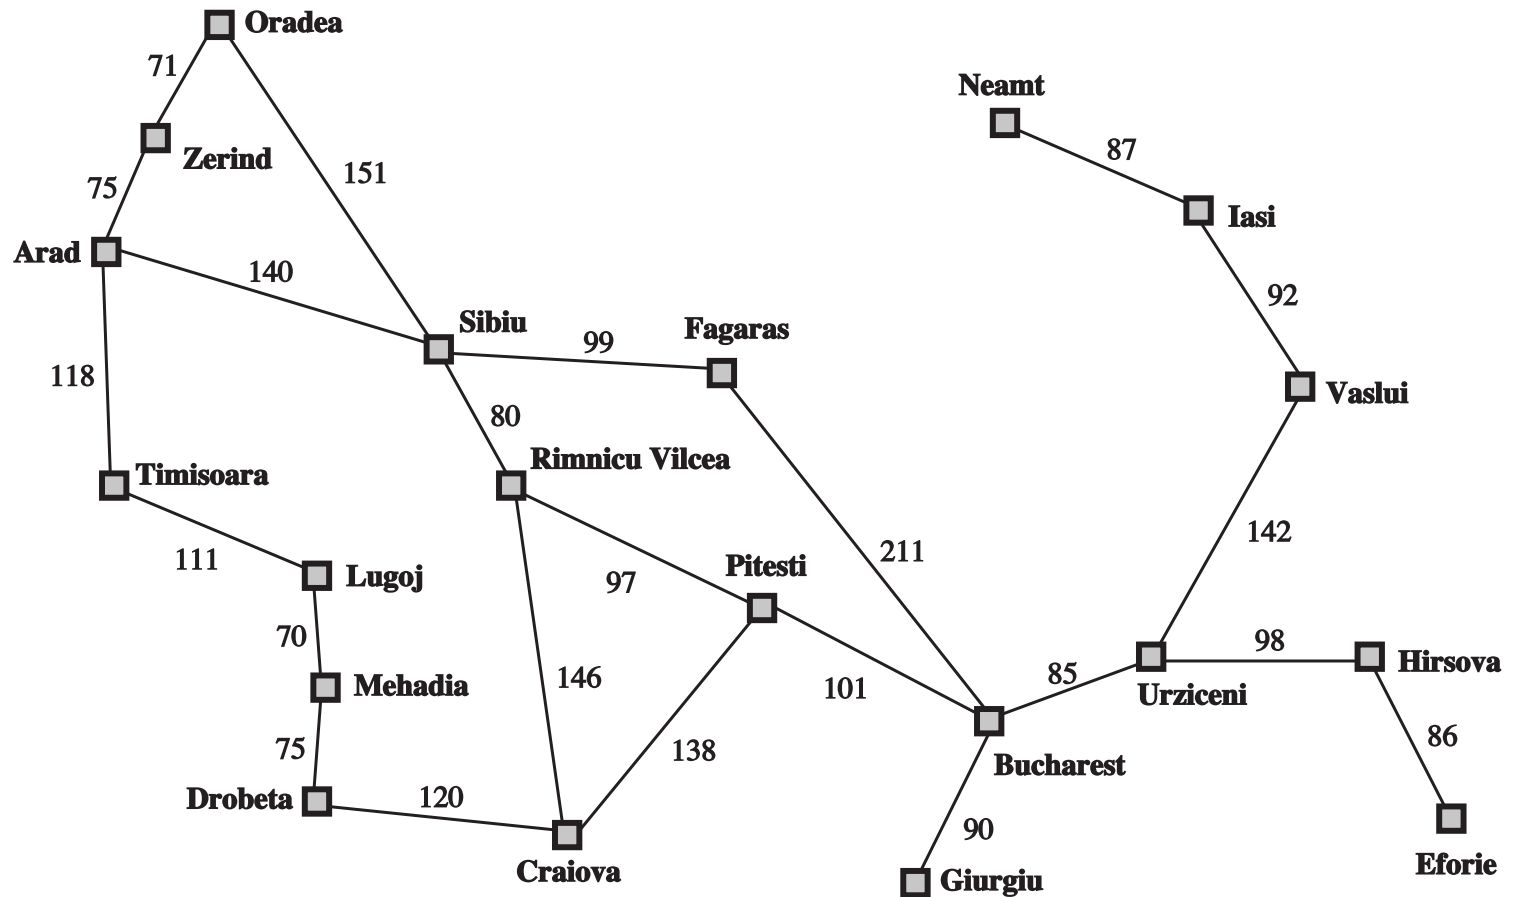 Oradea
71
Neamt
87
Zerind
151
75
Iasi
Arad
140
92
Sibiu
Fagaras
99
118
Vaslui
80
Timisoara
Rimnicu Vilcea
142
211
111
Lugoj
97
Pitesti
70
98
Hirsova
146
101
85
Mehadia
Urziceni
86
75
138
Bucharest
Drobeta
120
90
Eforie
Craiova
Giurgiu